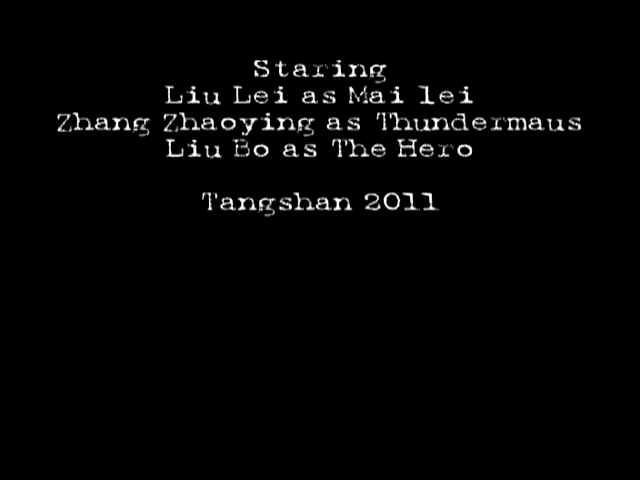 Staring
Liu Lei as Mai lei
Zhang Zhaoying as Thundermaus
Liu Bo as The Hero
Tangshan 2011